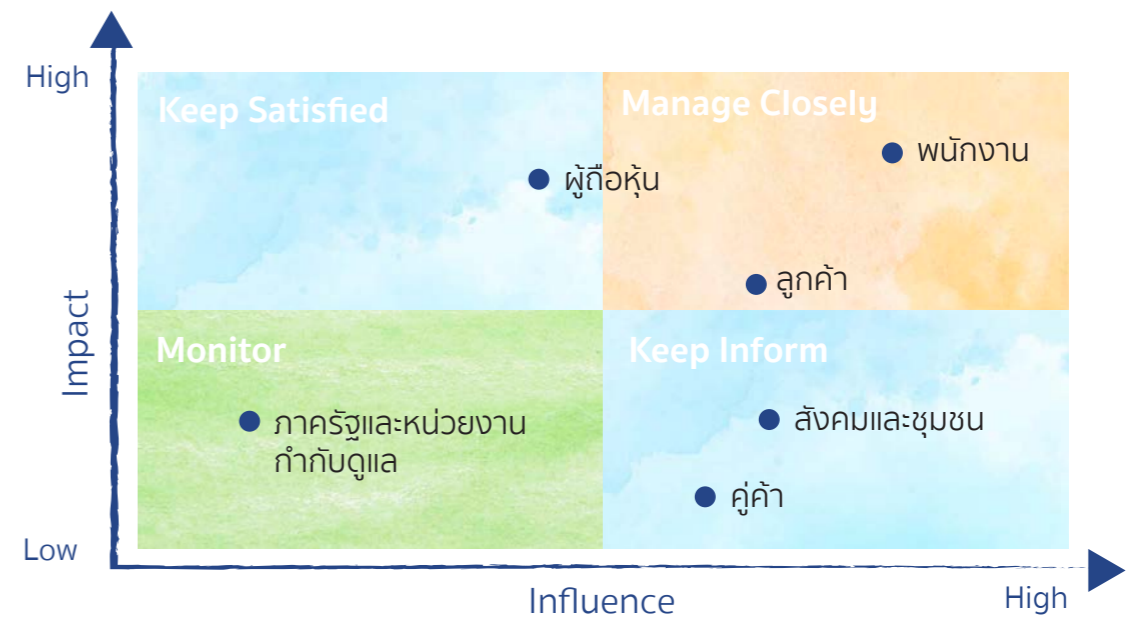 High
Keep Satisfied
Manage Closely
พนักงาน
ผู้ถือหุ้น
ลูกค้า
Impact
Monitor
Keep Inform
ภาครัฐและหน่วยงาน
กำกับดูแล
สังคมและชุมชน
คู่ค้า
Low
Influence
High